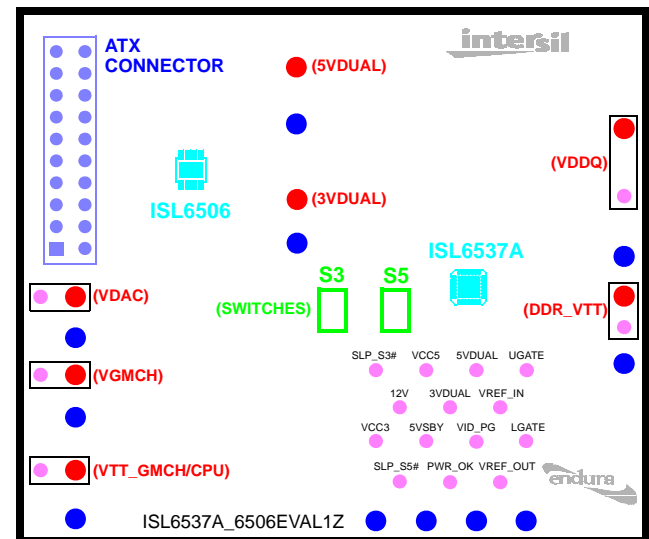 ATX
CONNECTOR
intersil
(5VDUAL)
(VDDQ)
(3VDUAL)
ISL6506
ISL6537A
S3
S5
(VDAC)
(SWITCHES)
(DDR_VTT)
SLP_S3#
VCC5
5VDUAL
UGATE
(VGMCH)
12V
3VDUAL
VREF_IN
VCC3
5VSBY
VID_PG
LGATE
(VTT_GMCH/CPU)
SLP_S5#
PWR_OK
VREF_OUT
endura
ISL6537A_6506EVAL1Z